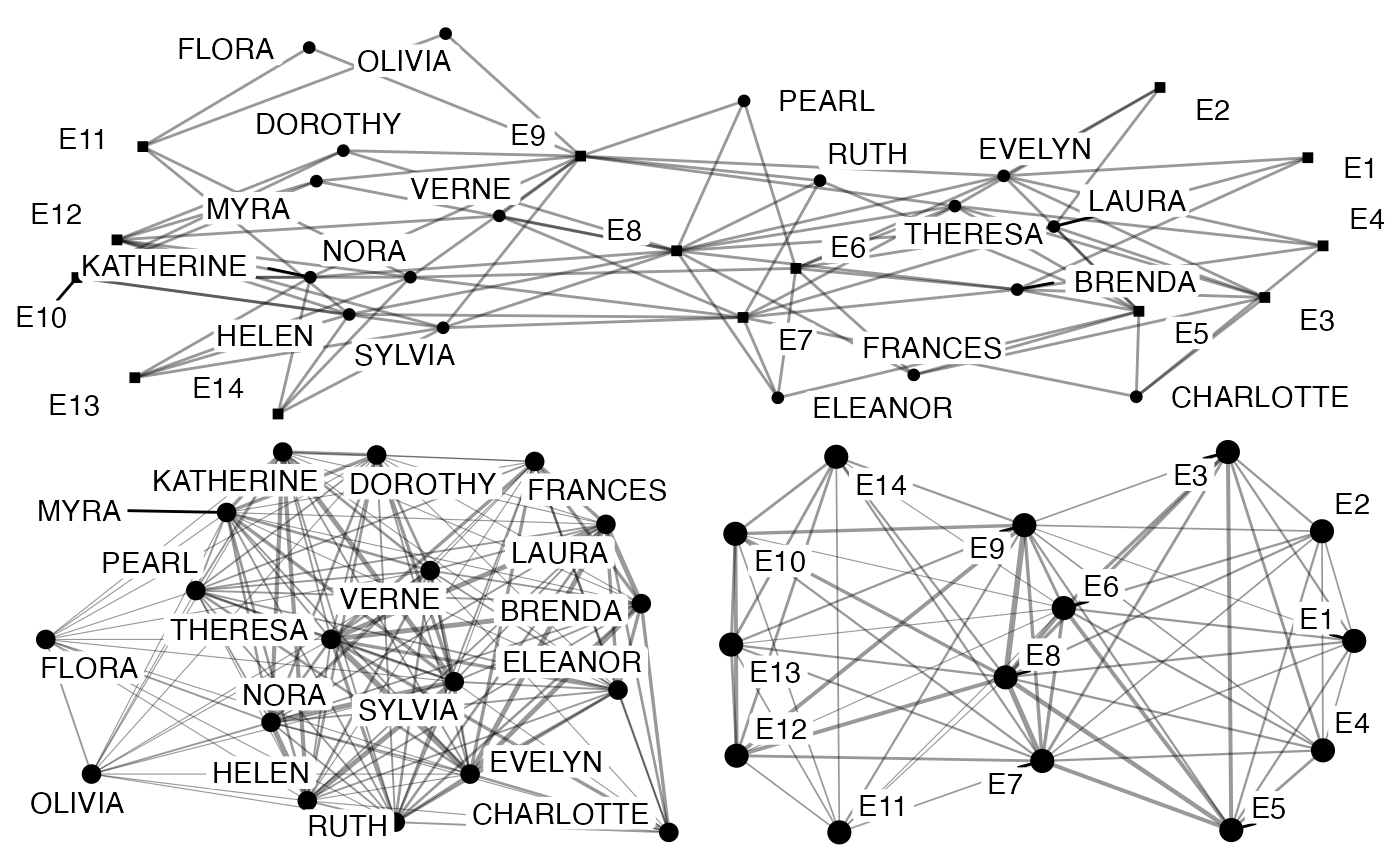 FLORA
OLIVIA
E11
DOROTHY
E9
PEARL
E2
RUTH
EVELYN
E1
MYRA
VERNE
LAURA
E12
E8
THERESA
E4
NORA
E6
KATHERINE
BRENDA
E10
HELEN
SYLVIA
E7
FRANCES
E5
E3
E13
E14
ELEANOR
CHARLOTTE
KATHERINE
DOROTHY
FRANCES
MYRA
LAURA
PEARL
VERNE
BRENDA
THERESA
FLORA
ELEANOR
NORA
SYLVIA
HELEN
EVELYN
OLIVIA
RUTH
CHARLOTTE
E14
E3
E2
E10
E9
E6
E1
E13
E8
E12
E4
E7
E11
E5